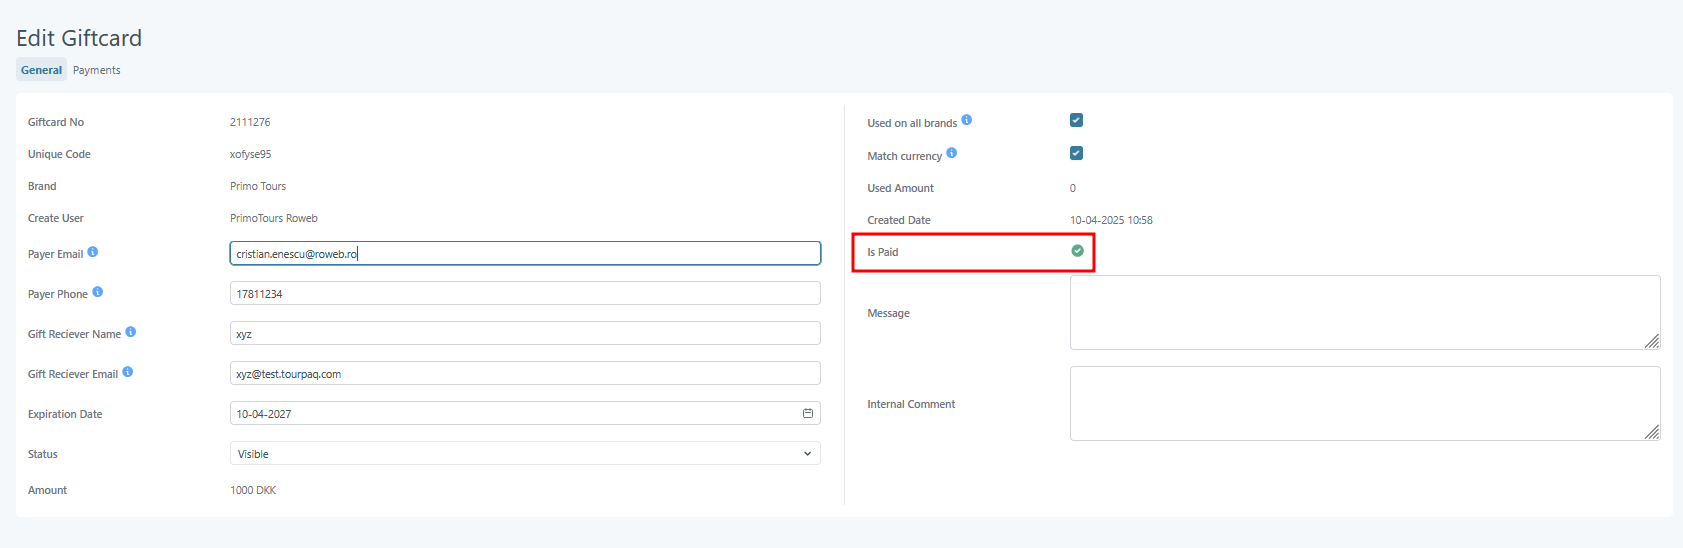 Edit Giftcard
General Payments
Giftcard No 2111276
Unique Code xofyse95
Brand Primo Tours
Create User PrimoTours Roweb
Payer Email cristian.enescu@roweb.ro
Payer Phone 17811234
Gift Reciever Name xyz
Gift Reciever Email xyz@test.tourpaq.com
Expiration Date 10-04-2027
Status Visible
Amount 1000 DKK
Used on all brands
Match currency
Used Amount 0
Created Date 10-04-2025 10:58
Is Paid
Message
Internal Comment